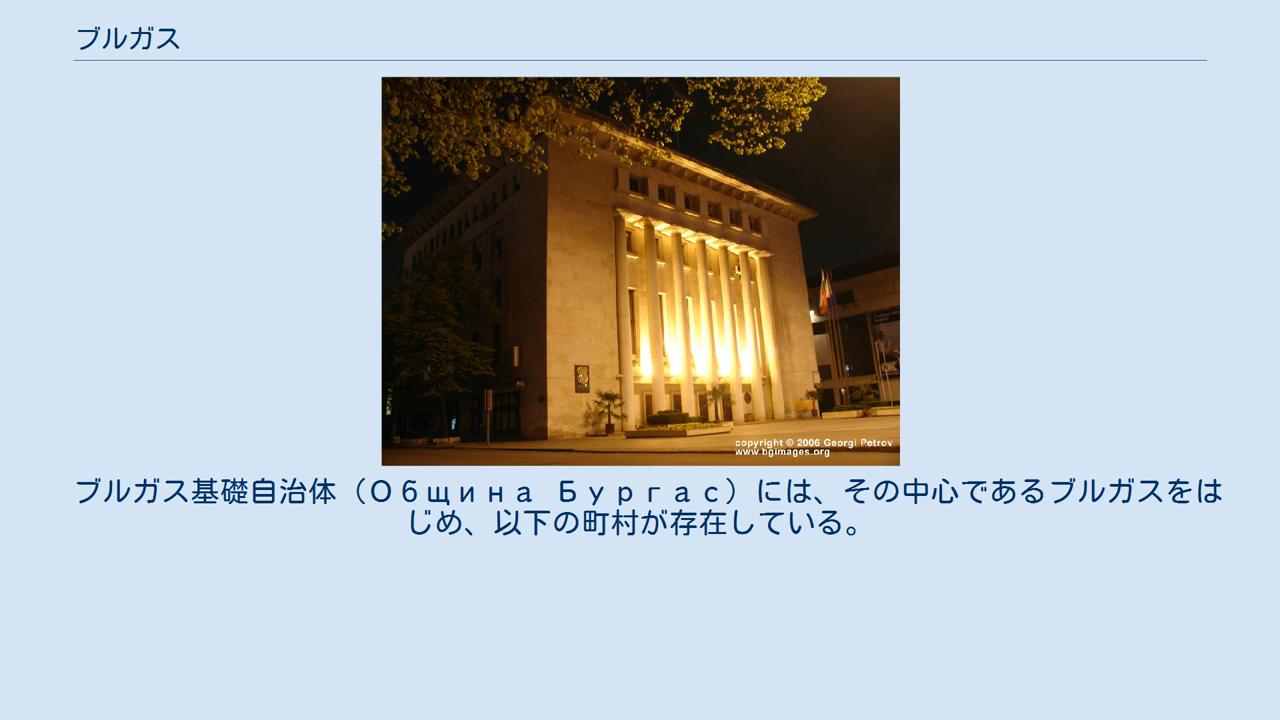 ブルガス
copyright © 2006 Georgi Petrov
www.bgimages.org
ブルガス基礎自治体（Община Бургас）には、その中心であるブルガスをは
じめ、以下の町村が存在している。